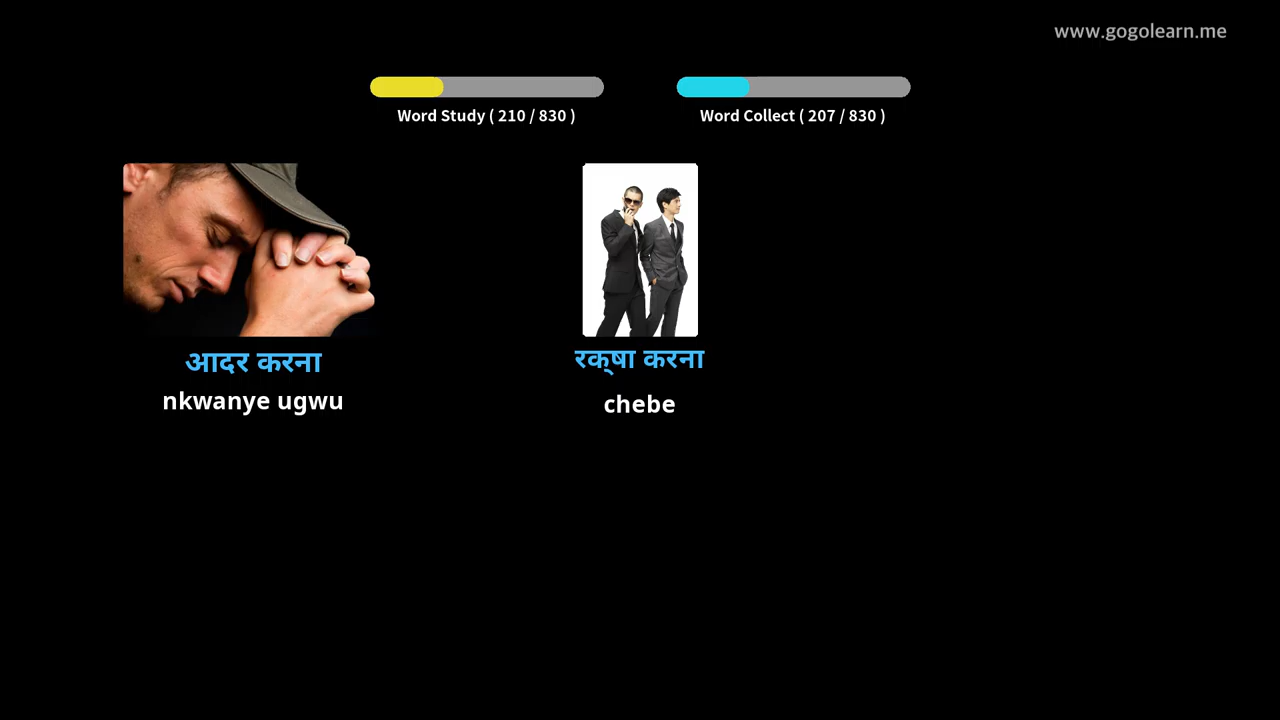 www.gogolearn.me
Word Study ( 210 / 830 )
Word Collect ( 207 / 830 )
आदर करना
nkwanye ugwu
रक्षा करना
chebe